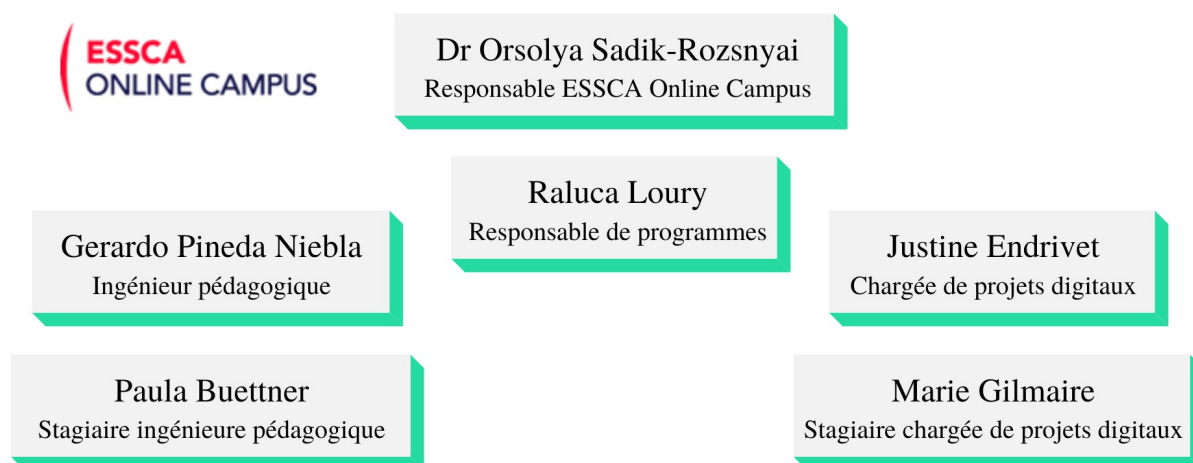 ESSCA
ONLINE CAMPUS
Dr Orsolya Sadik-Rozsnyai
Responsable ESSCA Online Campus
Raluca Loury
Responsable de programmes
Gerardo Pineda Niebla
Ingénieur pédagogique
Justine Endrivet
Chargée de projets digitaux
Paula Buettner
Stagiaire ingénieure pédagogique
Marie Gilmaire
Stagiaire chargée de projets digitaux